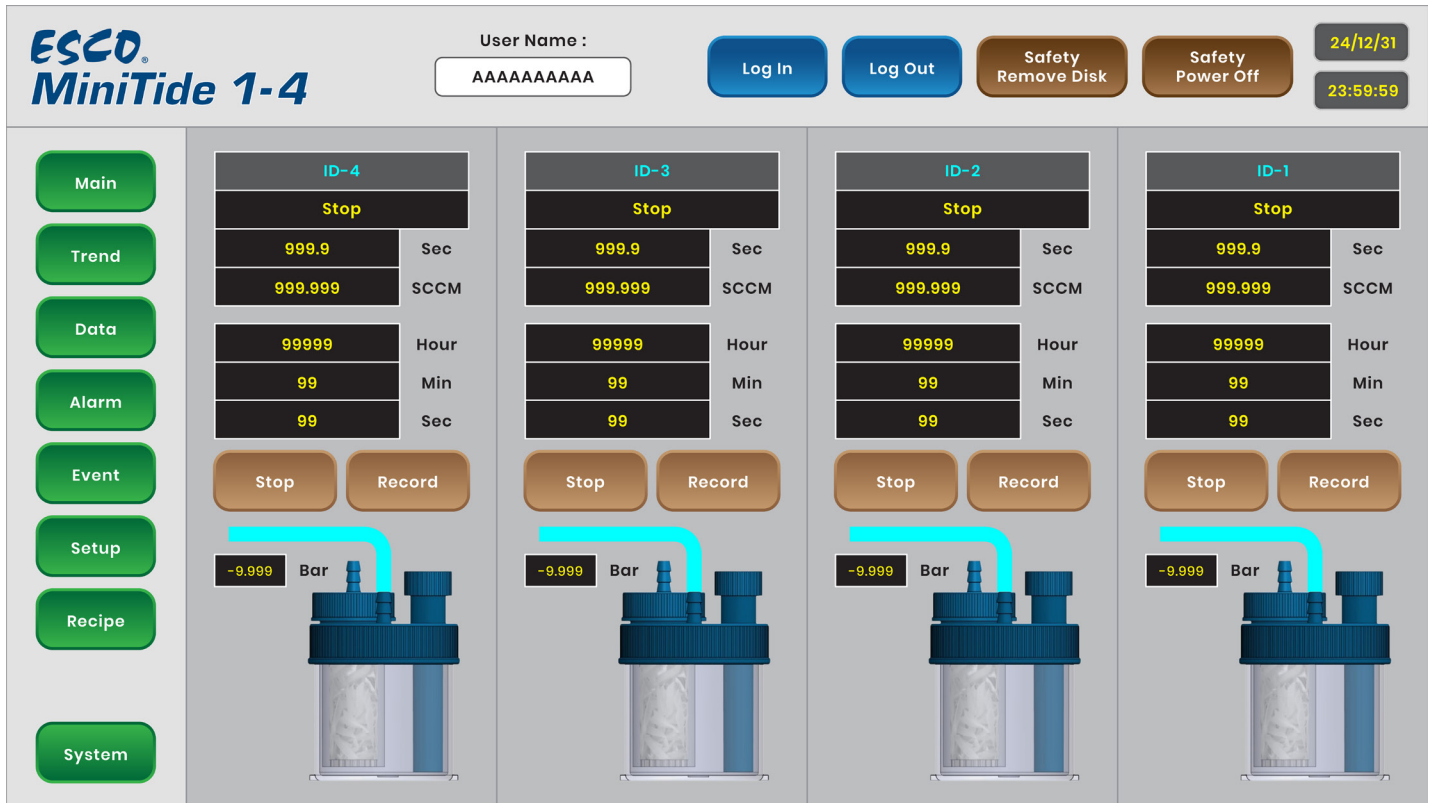 ESCO®
MiniTide 1-4
User Name :
AAAAAAAAAA
Log In
Log Out
Safety
Remove Disk
Safety
Power Off
24/12/31
23:59:59
Main
Trend
Data
Alarm
Event
Setup
Recipe
System
ID-4
Stop
999.9 Sec
999.999 SCCM
99999 Hour
99 Min
99 Sec
Stop Record
-9.999 Bar
ID-3
Stop
999.9 Sec
999.999 SCCM
99999 Hour
99 Min
99 Sec
Stop Record
-9.999 Bar
ID-2
Stop
999.9 Sec
999.999 SCCM
99999 Hour
99 Min
99 Sec
Stop Record
-9.999 Bar
ID-1
Stop
999.9 Sec
999.999 SCCM
99999 Hour
99 Min
99 Sec
Stop Record
-9.999 Bar